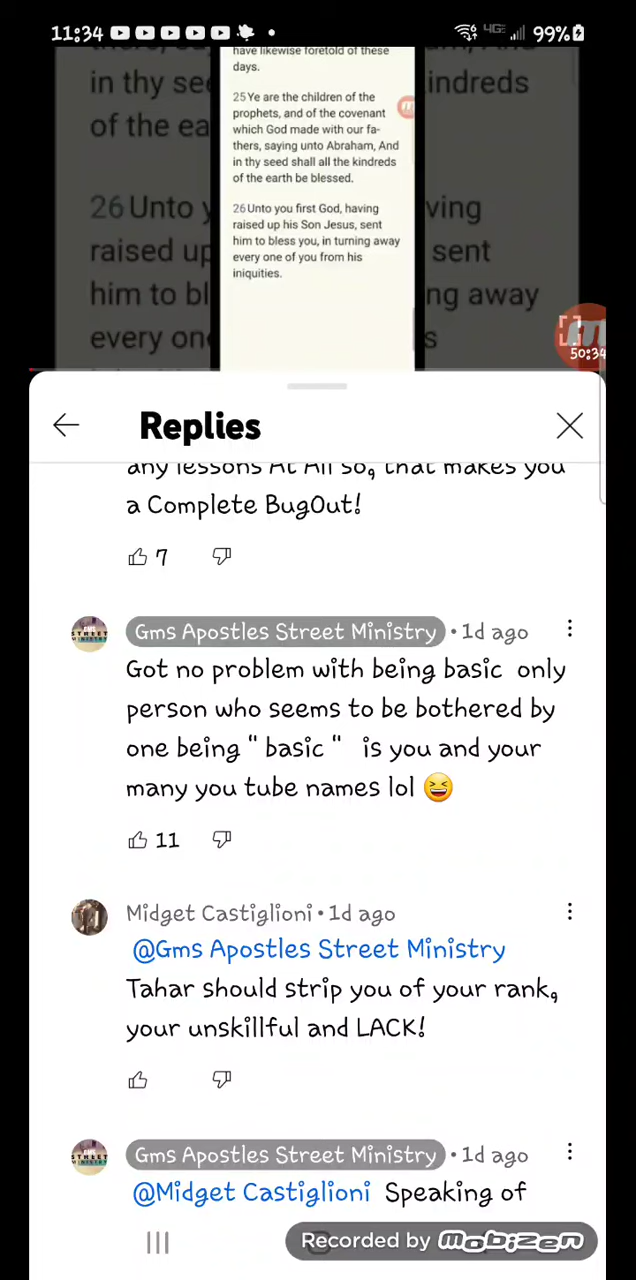 11:34
4GE
99%
have likewise foretold of these
days.
in thy se
indreds
25 Ye are the children of the
prophets, and of the covenant
which God made with our fa-
thers, saying unto Abraham, And
in thy seed shall all the kindreds
of the earth be blessed.
of the ea
26 Unto y
ving
raised up
sent
him to bl
ng away
every on
s
26 Unto you first God, having
raised up his Son Jesus, sent
him to bless you, in turning away
every one of you from his
iniquities.
50:34
Replies
any lessons At All so, that makes you
a Complete BugOut!
7
Gms Apostles Street Ministry • 1d ago
Got no problem with being basic only
person who seems to be bothered by
one being " basic " is you and your
many you tube names lol 😆
11
Midget Castiglioni • 1d ago
@Gms Apostles Street Ministry
Tahar should strip you of your rank,
your unskillful and LACK!
Gms Apostles Street Ministry • 1d ago
@Midget Castiglioni Speaking of
Recorded by mobizen